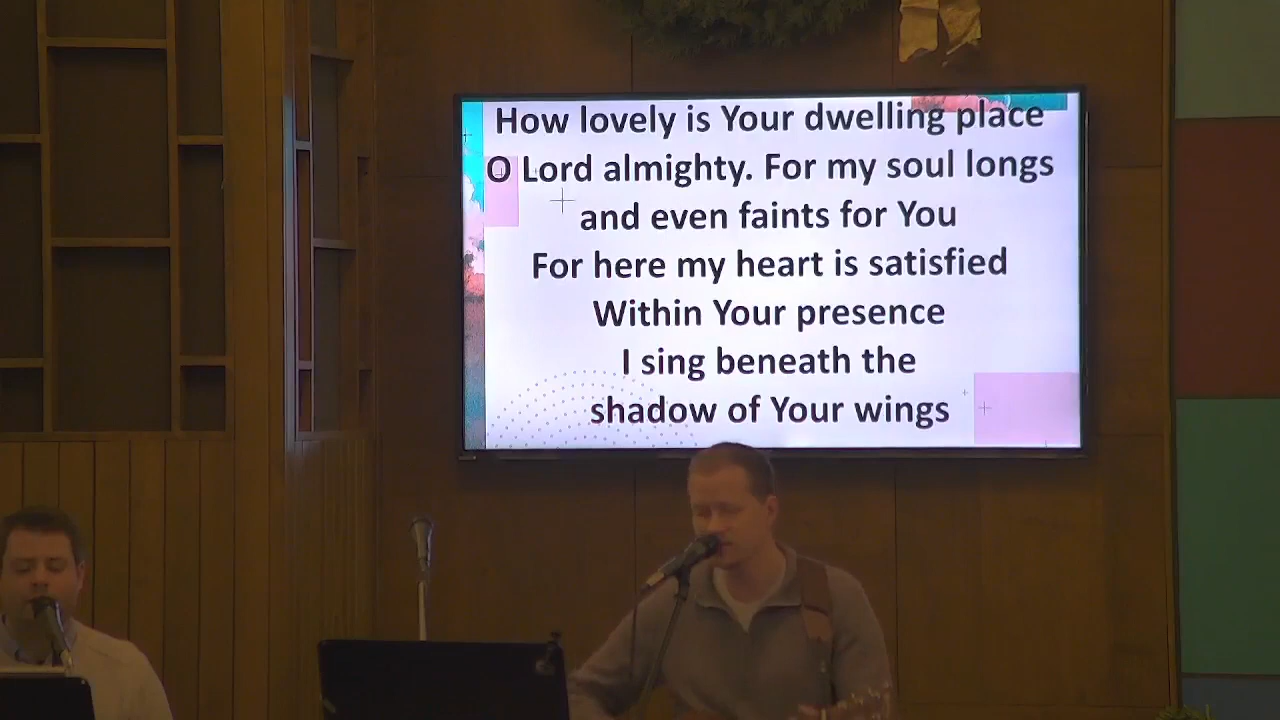 How lovely is Your dwelling place
O Lord almighty. For my soul longs
and even faints for You
For here my heart is satisfied
Within Your presence
I sing beneath the
shadow of Your wings